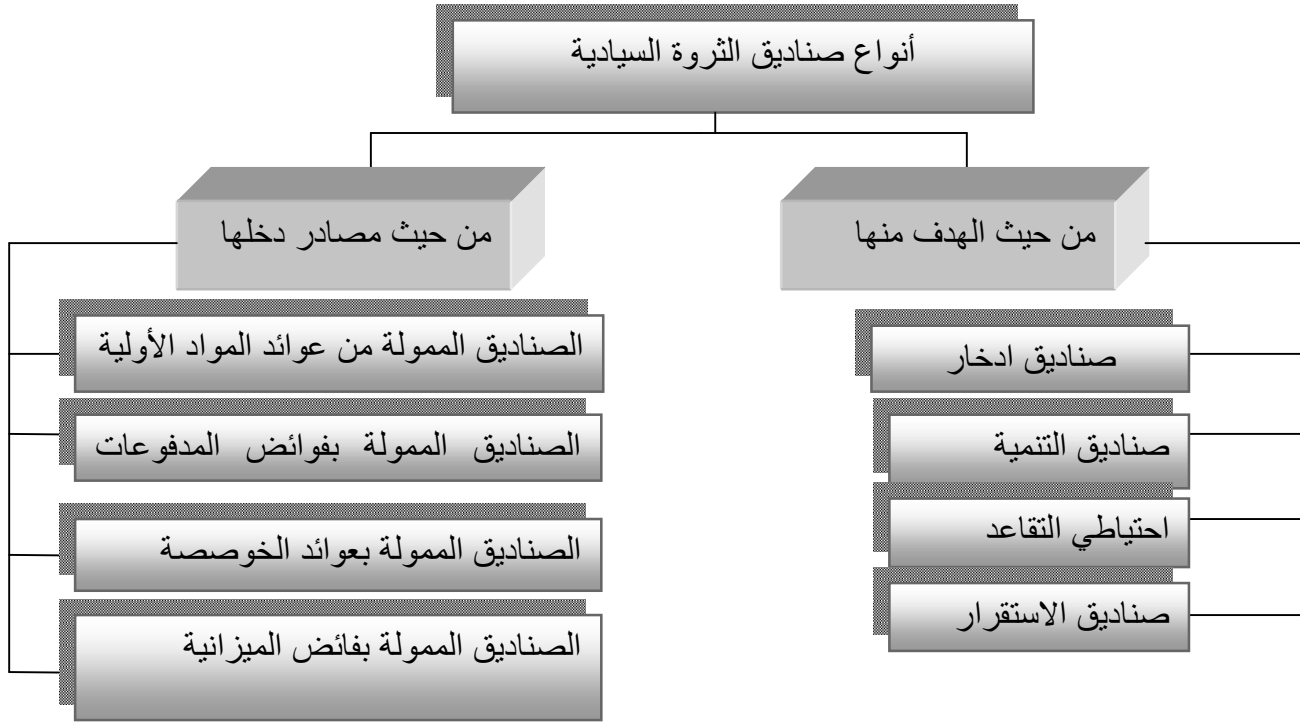 أنواع صناديق الثروة السيادية
من حيث الهدف منها
صناديق ادخار
صناديق التنمية
احتياطي التقاعد
صناديق الاستقرار
من حيث مصادر دخلها
الصناديق الممولة من عوائد المواد الأولية
الصناديق الممولة بفوائض المدفوعات
الصناديق الممولة بعوائد الخوصصة
الصناديق الممولة بفائض الميزانية